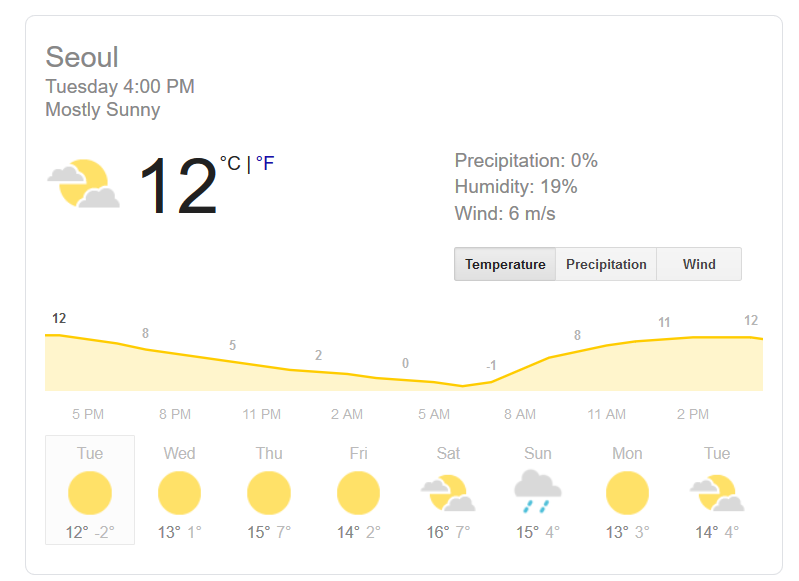 Seoul
Tuesday 4:00 PM
Mostly Sunny
12 °C | °F
Precipitation: 0%
Humidity: 19%
Wind: 6 m/s
Temperature Precipitation Wind
12 8 5 2 0 -1 8 11 12
5 PM 8 PM 11 PM 2 AM 5 AM 8 AM 11 AM 2 PM
Tue Wed Thu Fri Sat Sun Mon Tue
12° -2° 13° 1° 15° 7° 14° 2° 16° 7° 15° 4° 13° 3° 14° 4°